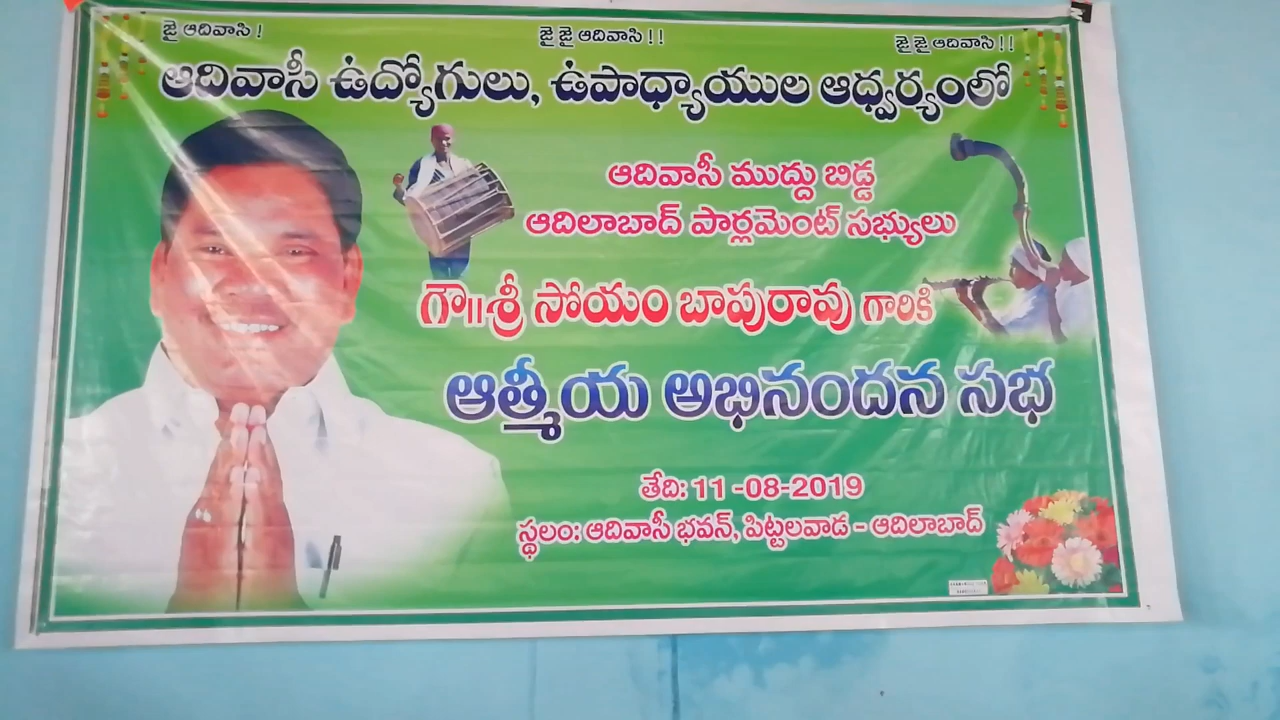 జై ఆదివాసి !
జై జై ఆదివాసి !!
జై జై ఆదివాసి !!
ఆదివాసీ ఉద్యోగులు, ఉపాధ్యాయుల ఆధ్వర్యంలో
ఆదివాసీ ముద్దు బిడ్డ
ఆదిలాబాద్ పార్లమెంట్ సభ్యులు
గౌ||శ్రీ సోయం బాపురావు గారికి
ఆత్మీయ అభినందన సభ
తేది: 11 -08-2019
స్థలం: ఆదివాసీ భవన్, పిట్టలవాడ - ఆదిలాబాద్